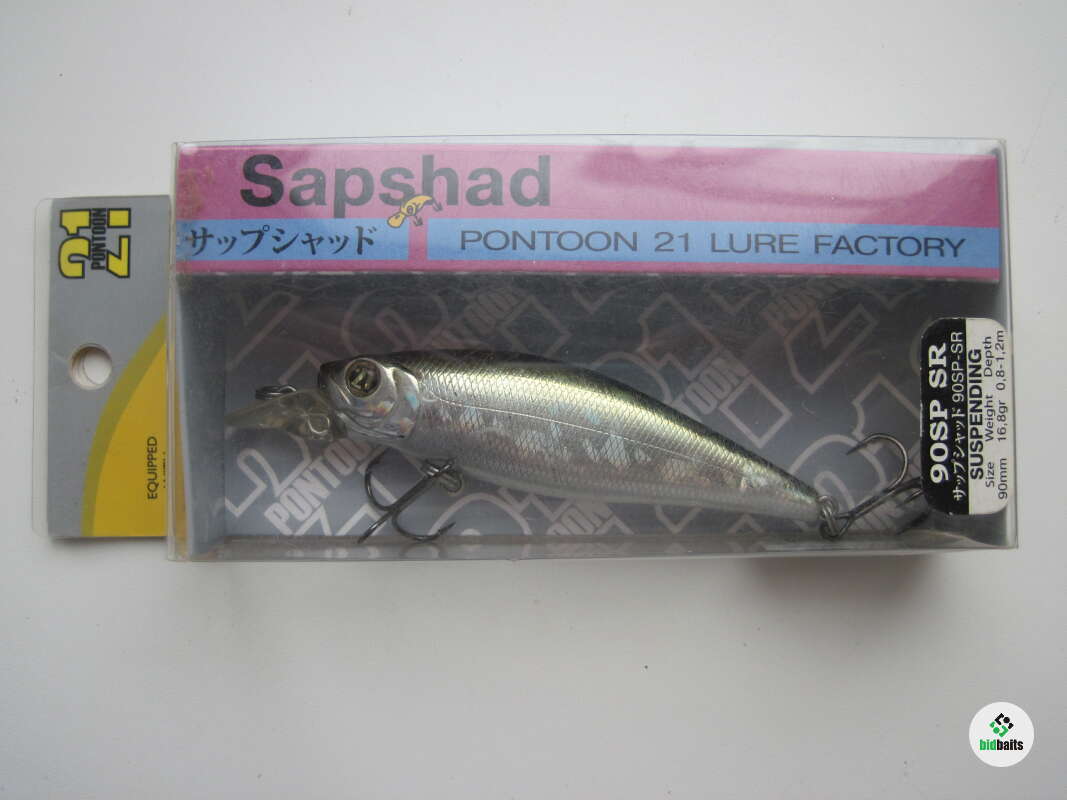 Sapshad
サップシャッド
PONTOON 21 LURE FACTORY
21
PONTOON
EQUIPPED
90SP SR
サップシャッド 90SP-SR
SUSPENDING
Size Weight Depth
90mm 16,8gr 0,8-1,2m
PONTOON
PONTOON
bidbaits